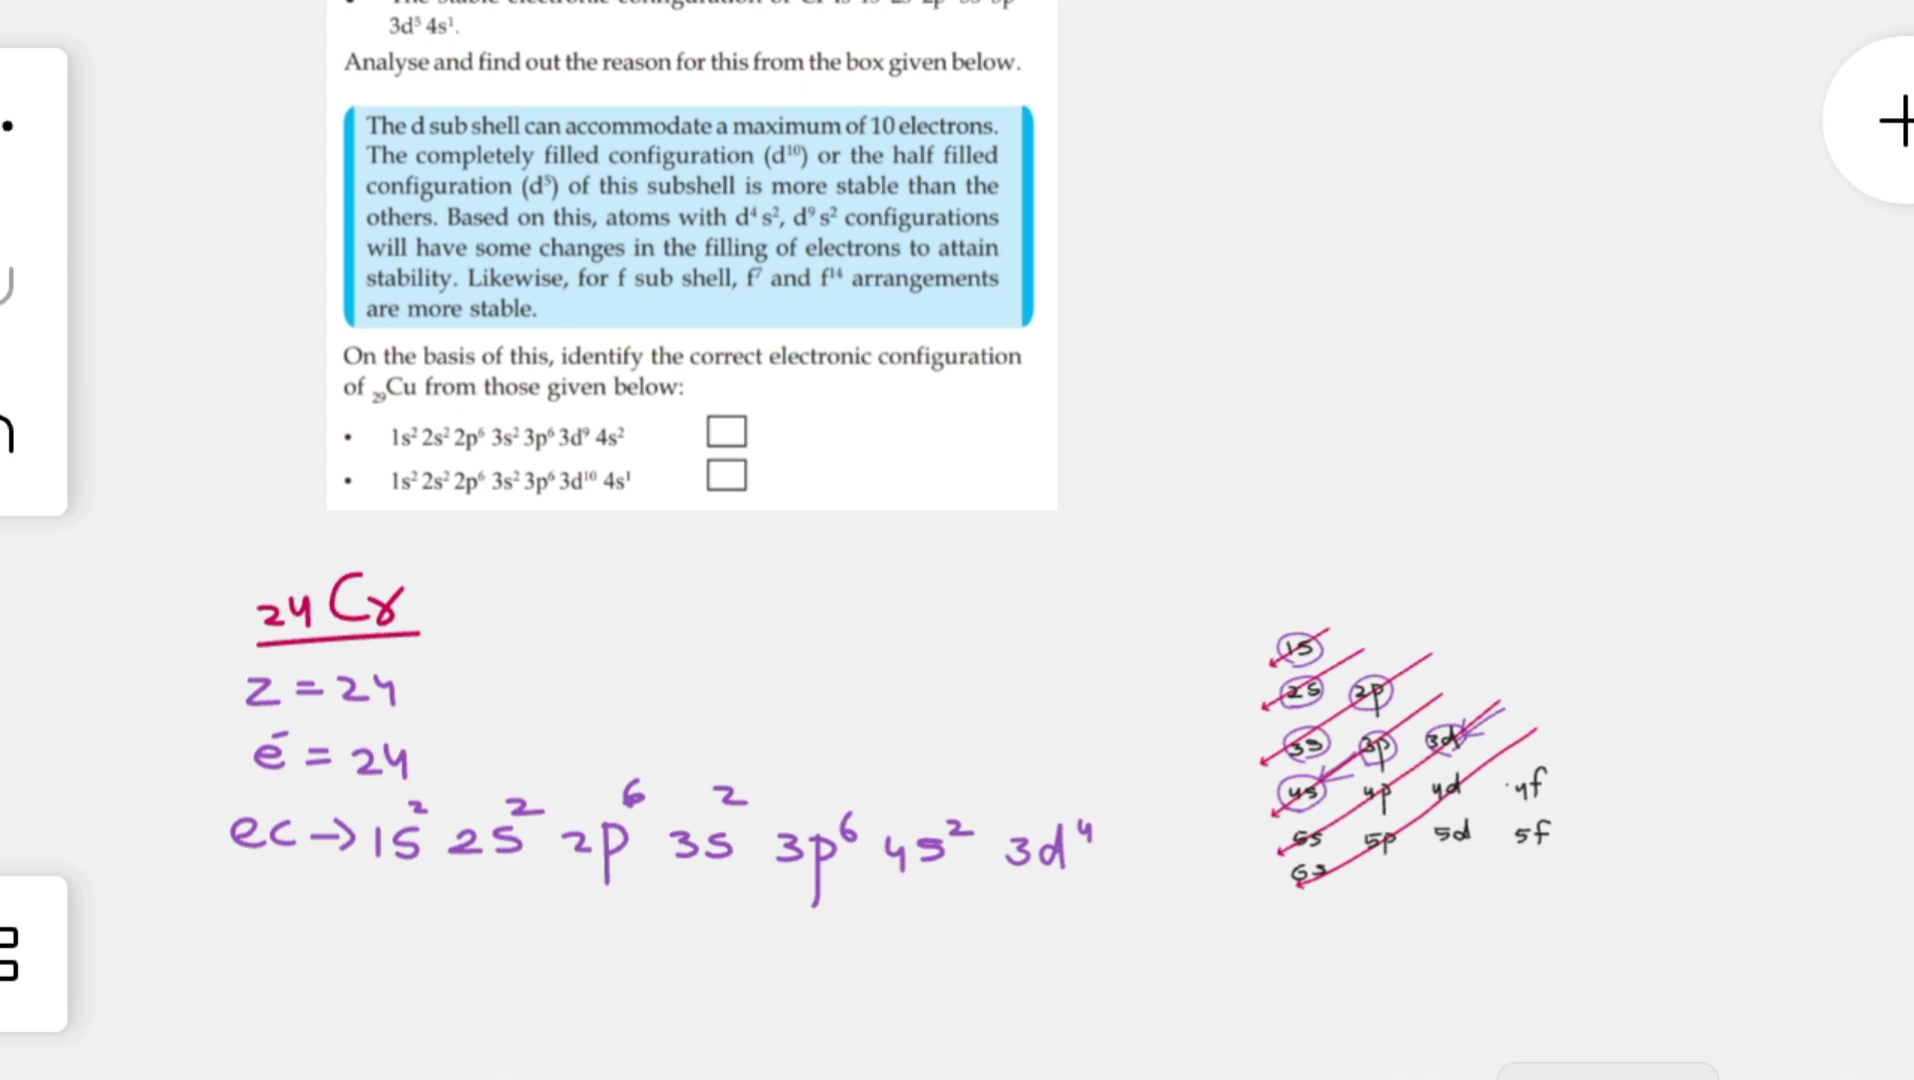 3d⁵ 4s¹.
Analyse and find out the reason for this from the box given below.
The d sub shell can accommodate a maximum of 10 electrons.
The completely filled configuration (d¹⁰) or the half filled
configuration (d⁵) of this subshell is more stable than the
others. Based on this, atoms with d⁴ s², d⁹ s² configurations
will have some changes in the filling of electrons to attain
stability. Likewise, for f sub shell, f⁷ and f¹⁴ arrangements
are more stable.
On the basis of this, identify the correct electronic configuration
of ₂₉Cu from those given below:
• 1s² 2s² 2p⁶ 3s² 3p⁶ 3d⁹ 4s²
• 1s² 2s² 2p⁶ 3s² 3p⁶ 3d¹⁰ 4s¹
24 Cr
Z = 24
e⁻ = 24
ec → 1s² 2s² 2p⁶ 3s² 3p⁶ 4s² 3d⁴
1s
2s 2p
3s 3p 3d
4s 4p 4d 4f
5s 5p 5d 5f
6s